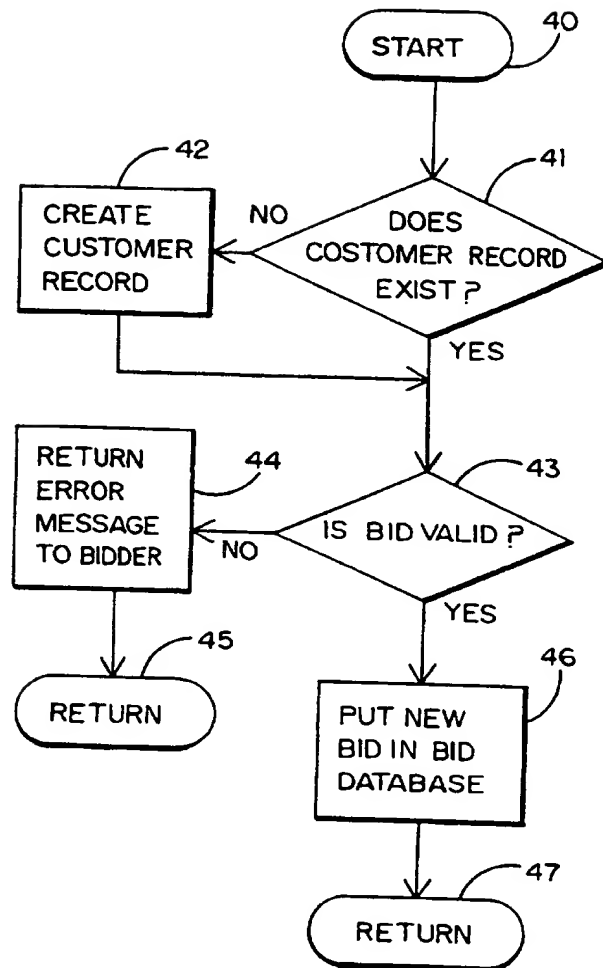 START
40
42
41
CREATE
CUSTOMER
RECORD
NO
DOES
COSTOMER RECORD
EXIST?
YES
RETURN
ERROR
MESSAGE
TO BIDDER
44
43
IS BID VALID?
NO
YES
45
RETURN
46
PUT NEW
BID IN BID
DATABASE
47
RETURN